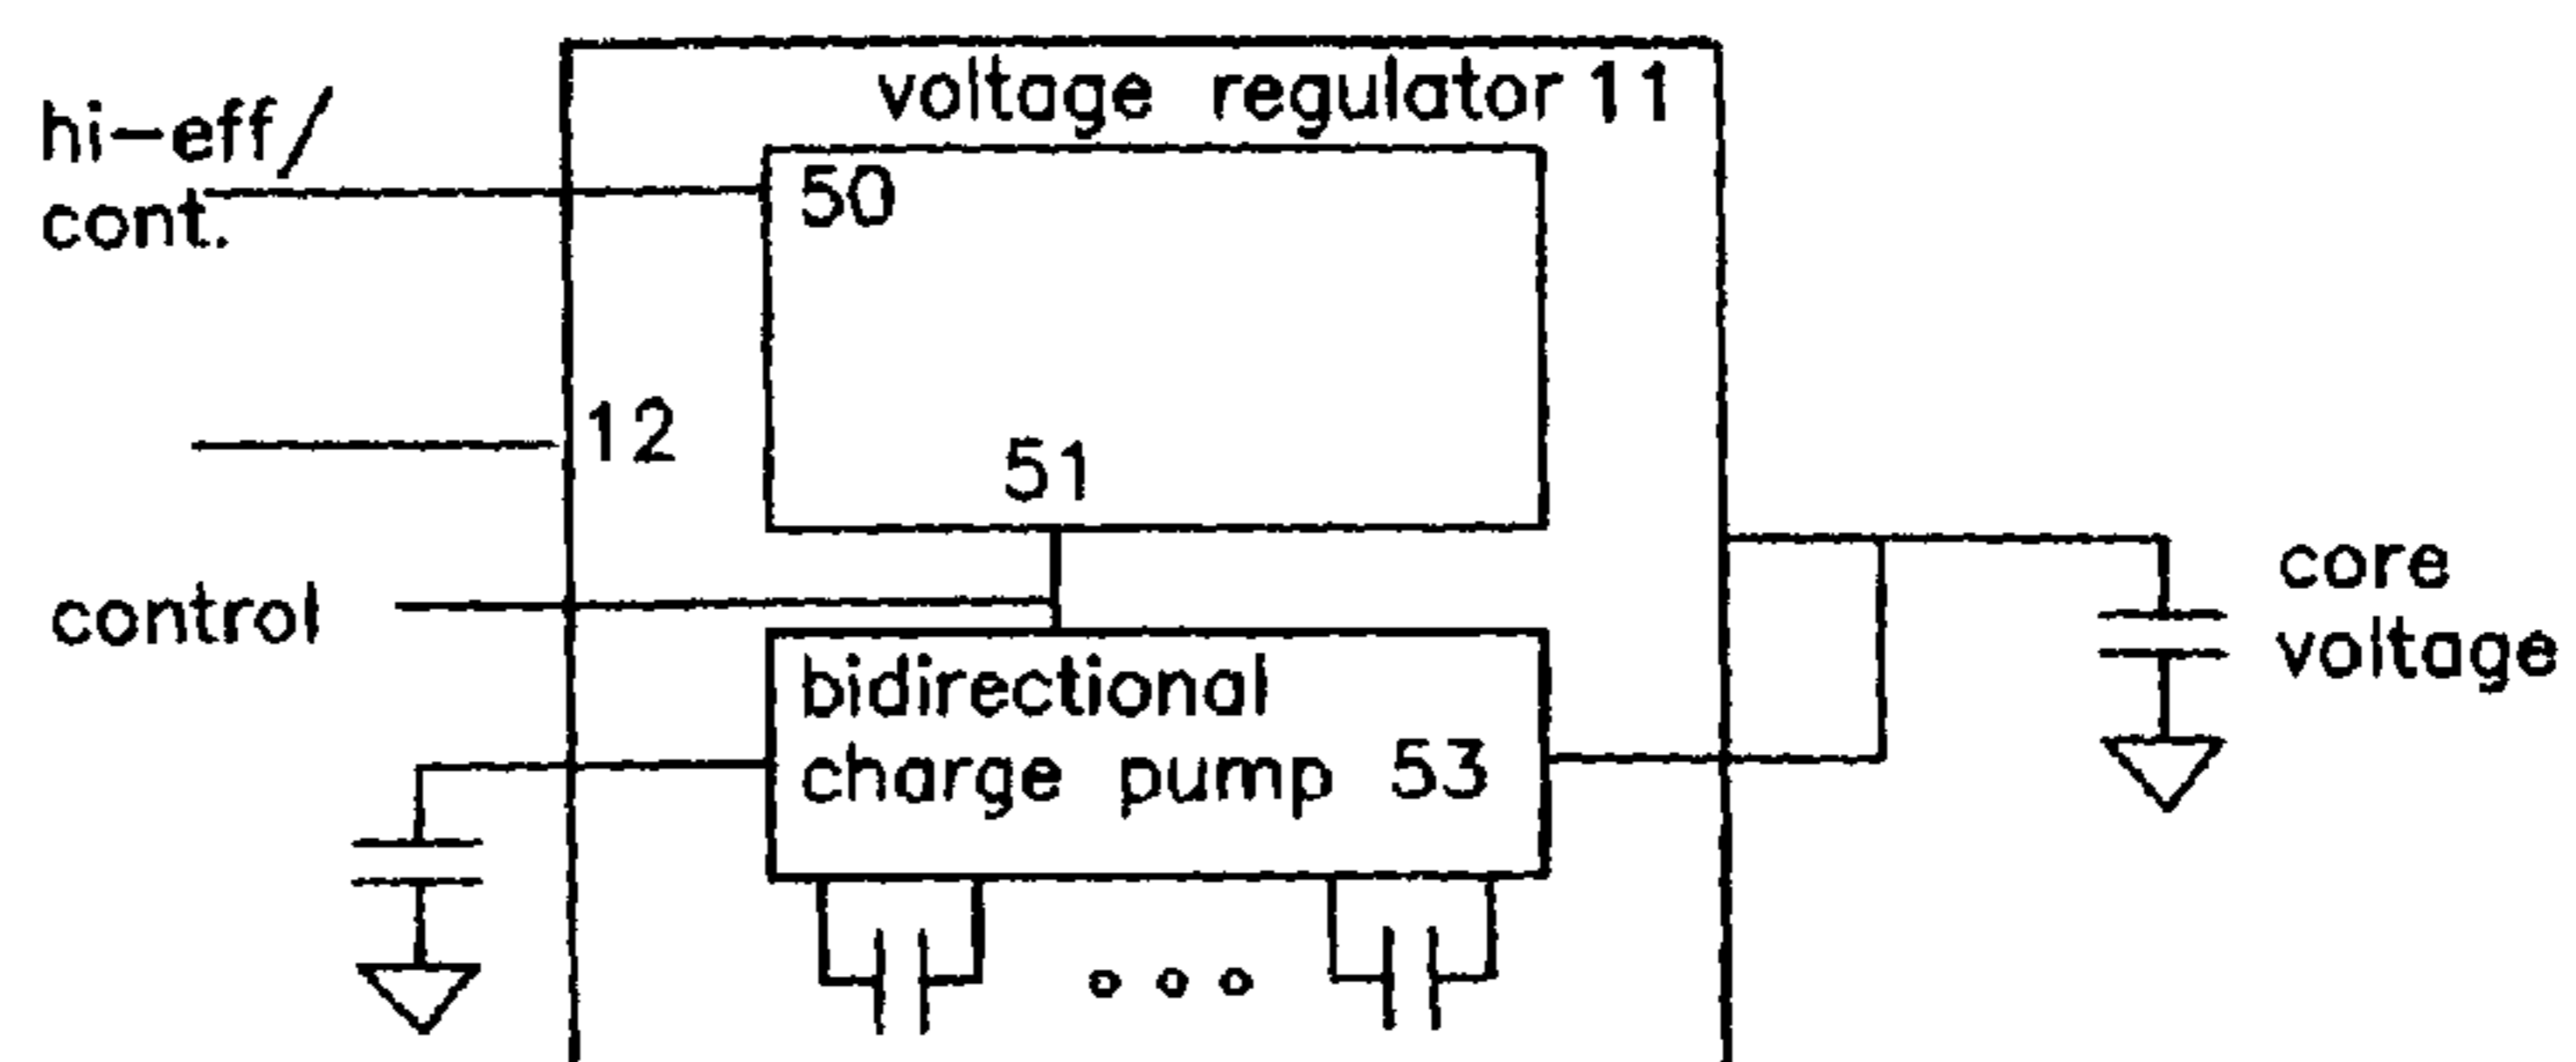 voltage regulator 11
hi-eff/
cont.
50
12
51
control
core
voltage
bidirectional
charge pump 53